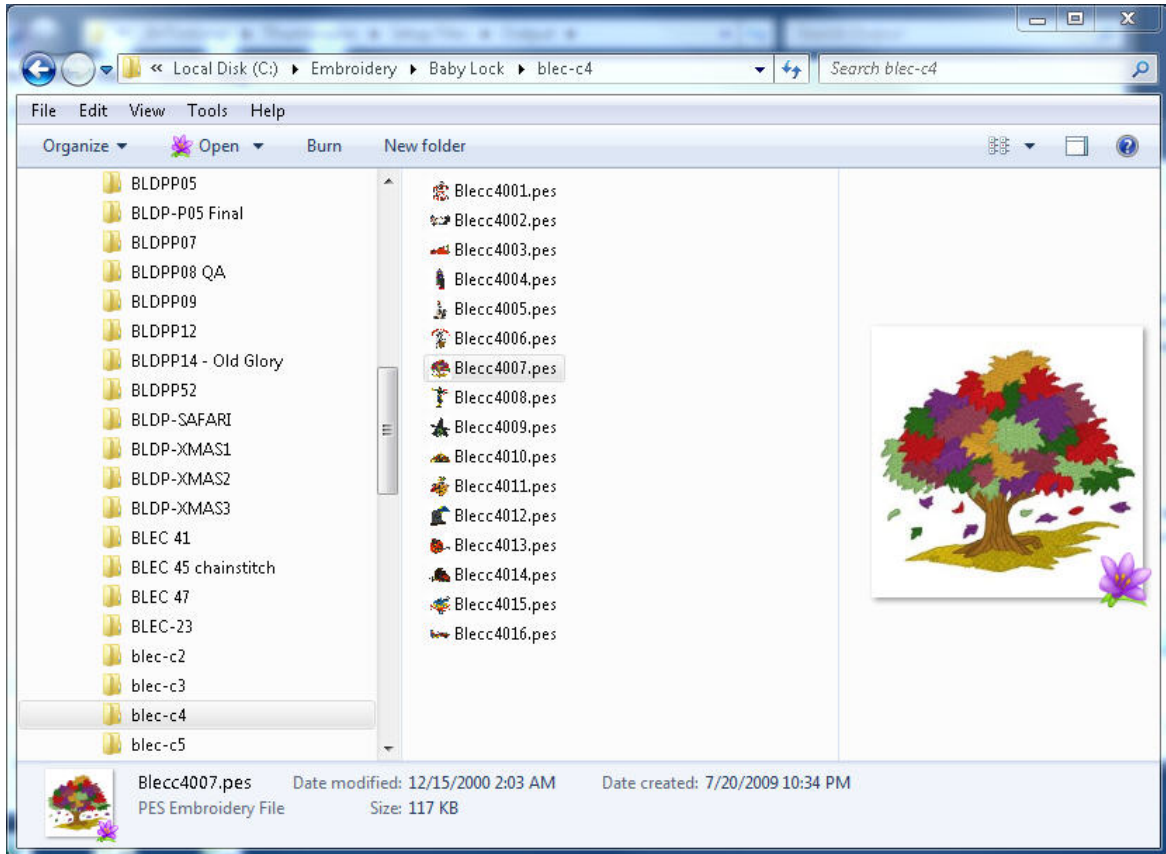 « Local Disk (C:) ▸ Embroidery ▸ Baby Lock ▸ blec-c4
Search blec-c4
File Edit View Tools Help
Organize Open Burn New folder
BLDPP05
BLDP-P05 Final
BLDPP07
BLDPP08 QA
BLDPP09
BLDPP12
BLDPP14 - Old Glory
BLDPP52
BLDP-SAFARI
BLDP-XMAS1
BLDP-XMAS2
BLDP-XMAS3
BLEC 41
BLEC 45 chainstitch
BLEC 47
BLEC-23
blec-c2
blec-c3
blec-c4
blec-c5
Blecc4001.pes
Blecc4002.pes
Blecc4003.pes
Blecc4004.pes
Blecc4005.pes
Blecc4006.pes
Blecc4007.pes
Blecc4008.pes
Blecc4009.pes
Blecc4010.pes
Blecc4011.pes
Blecc4012.pes
Blecc4013.pes
Blecc4014.pes
Blecc4015.pes
Blecc4016.pes
Blecc4007.pes Date modified: 12/15/2000 2:03 AM Date created: 7/20/2009 10:34 PM
PES Embroidery File Size: 117 KB